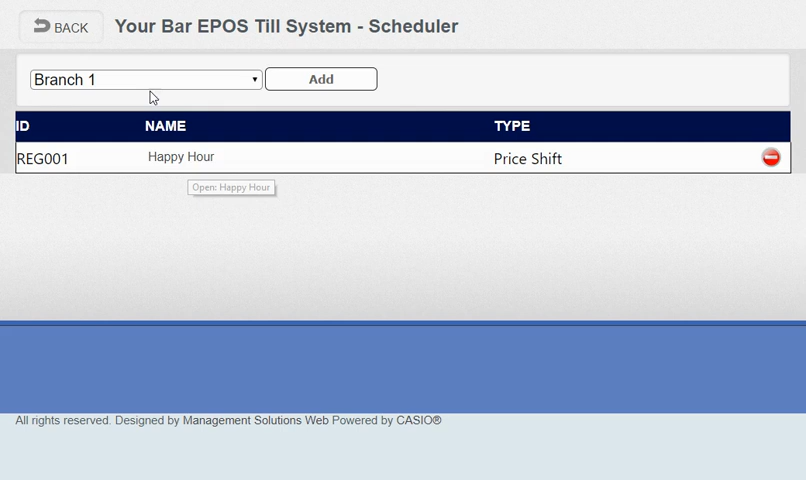 BACK Your Bar EPOS Till System - Scheduler
Branch 1 Add
ID NAME TYPE
REG001 Happy Hour Price Shift
Open: Happy Hour
All rights reserved. Designed by Management Solutions Web Powered by CASIO®